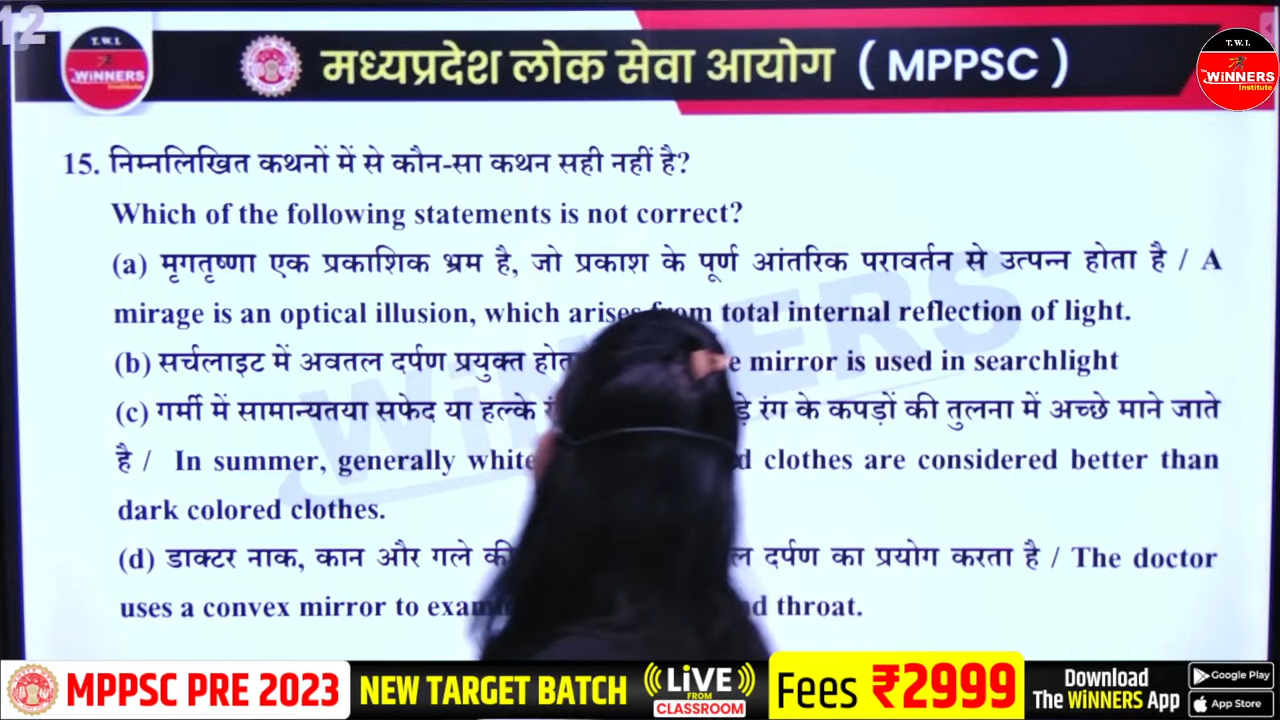 12
T.W.I.
WiNNERS
Institute
मध्यप्रदेश लोक सेवा आयोग ( MPPSC )
T.W.I.
The
WiNNERS
Institute
15. निम्नलिखित कथनों में से कौन-सा कथन सही नहीं है?
Which of the following statements is not correct?
(a) मृगतृष्णा एक प्रकाशिक भ्रम है, जो प्रकाश के पूर्ण आंतरिक परावर्तन से उत्पन्न होता है / A
mirage is an optical illusion, which arises from total internal reflection of light.
(b) सर्चलाइट में अवतल दर्पण प्रयुक्त mirror is used in searchlight
(c) गर्मी में सामान्यतया सफेद या हल्के रंग के कपड़ों की तुलना में अच्छे माने जाते
है / In summer, generally white clothes are considered better than
dark colored clothes.
(d) डाक्टर नाक, कान और गले की दर्पण का प्रयोग करता है / The doctor
uses a convex mirror to throat.
WiNNERS
MPPSC PRE 2023
NEW TARGET BATCH
LiVE
FROM
CLASSROOM
Fees ₹2999
Download
The WiNNERS App
Google Play
App Store